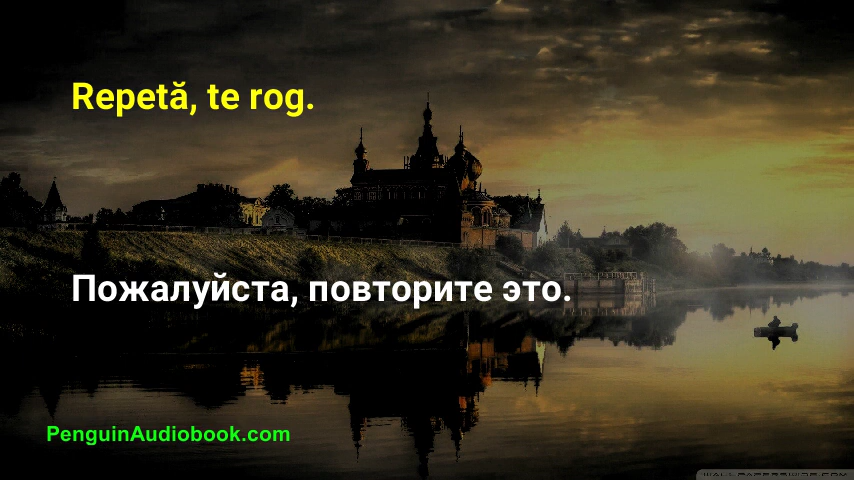 Repetă, te rog.
Пожалуйста, повторите это.
PenguinAudiobook.com